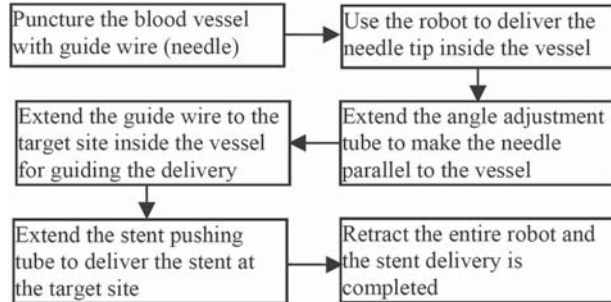 Puncture the blood vessel
with guide wire (needle)
Use the robot to deliver the
needle tip inside the vessel
Extend the angle adjustment
tube to make the needle
parallel to the vessel
Extend the guide wire to the
target site inside the vessel
for guiding the delivery
Extend the stent pushing
tube to deliver the stent at
the target site
Retract the entire robot and
the stent delivery is
completed